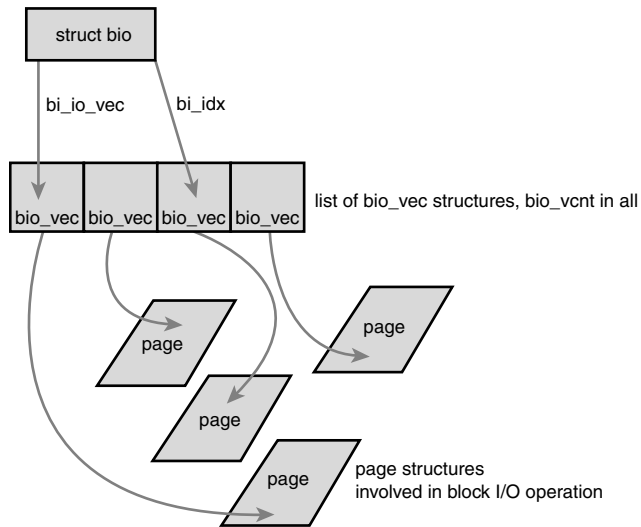 struct bio
bi_io_vec
bi_idx
bio_vec bio_vec bio_vec bio_vec
list of bio_vec structures, bio_vcnt in all
page
page
page
page
page structures
involved in block I/O operation